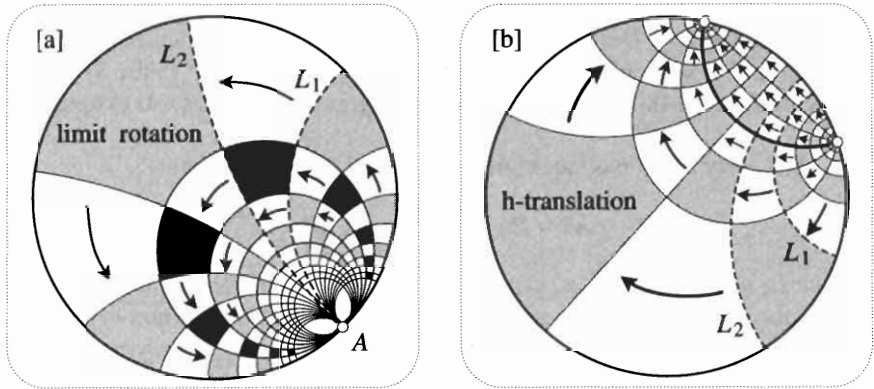 [a]
L₂
L₁
limit rotation
A
[b]
h-translation
L₁
L₂